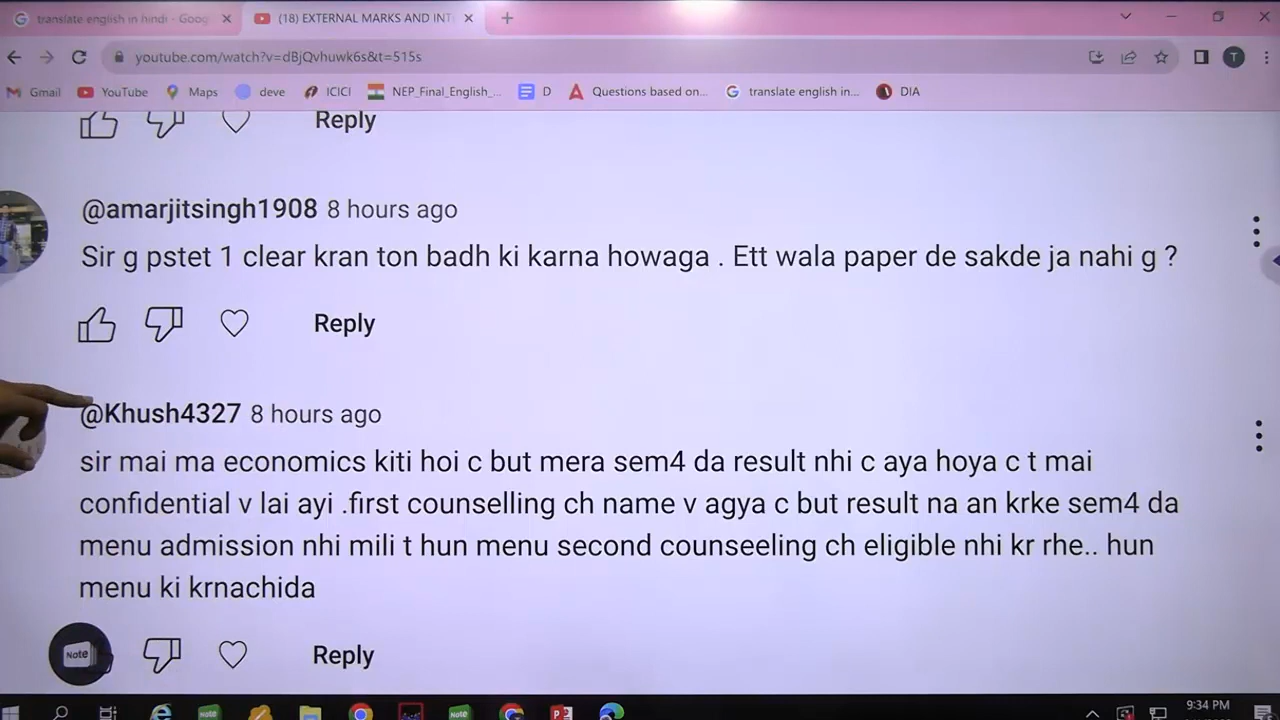 translate english in hindi - Goog
(18) EXTERNAL MARKS AND INT
youtube.com/watch?v=dBjQvhuwk6s&t=515s
T
Gmail
YouTube
Maps
deve
ICICI
NEP_Final_English_...
D
Questions based on...
translate english in...
DIA
Reply
@amarjitsingh1908 8 hours ago
Sir g pstet 1 clear kran ton badh ki karna howaga . Ett wala paper de sakde ja nahi g ?
Reply
@Khush4327 8 hours ago
sir mai ma economics kiti hoi c but mera sem4 da result nhi c aya hoya c t mai
confidential v lai ayi .first counselling ch name v agya c but result na an krke sem4 da
menu admission nhi mili t hun menu second counseeling ch eligible nhi kr rhe.. hun
menu ki krnachida
Note
Reply
Note
Note
9:34 PM